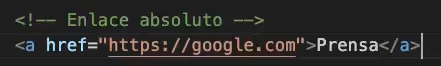 <!-- Enlace absoluto -->
<a href="https://google.com">Prensa</a>